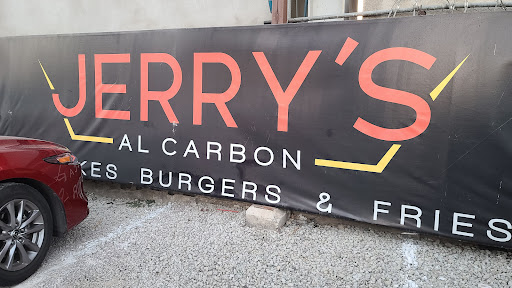 JERRY'S
AL CARBON
KES BURGERS & FRIES